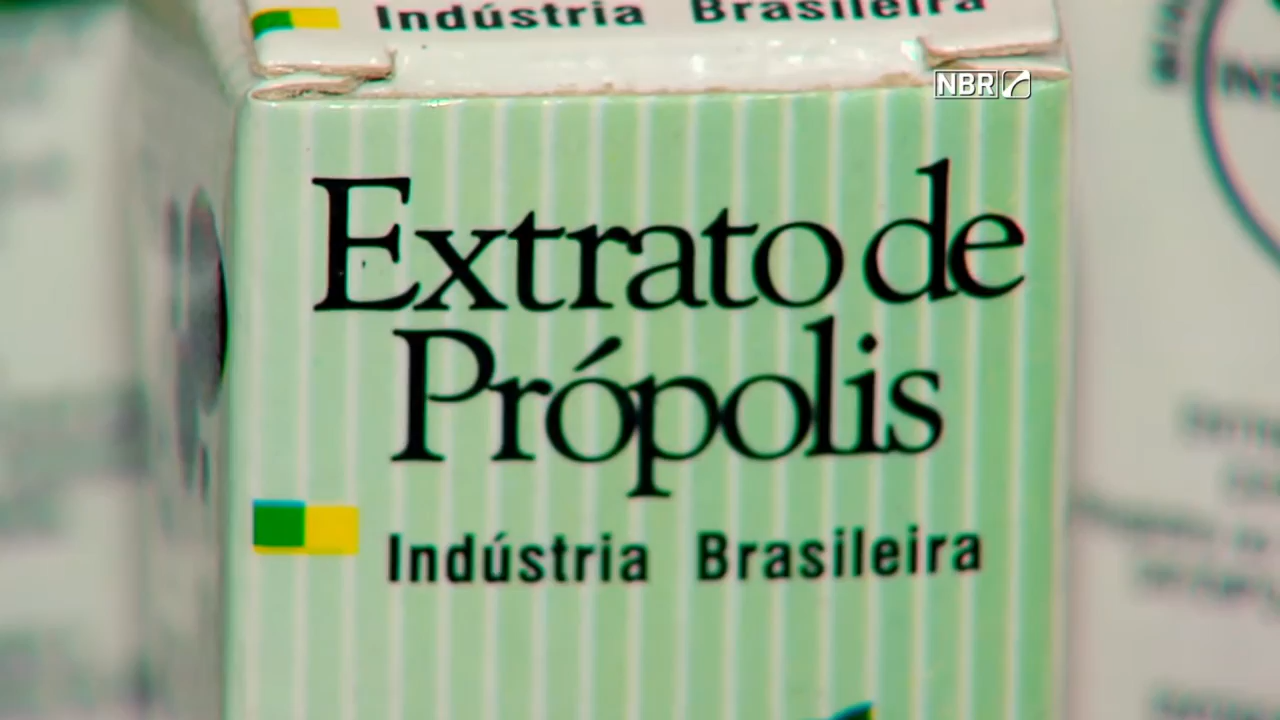 Indústria Brasileira
NBR
Extrato de
Própolis
Indústria Brasileira